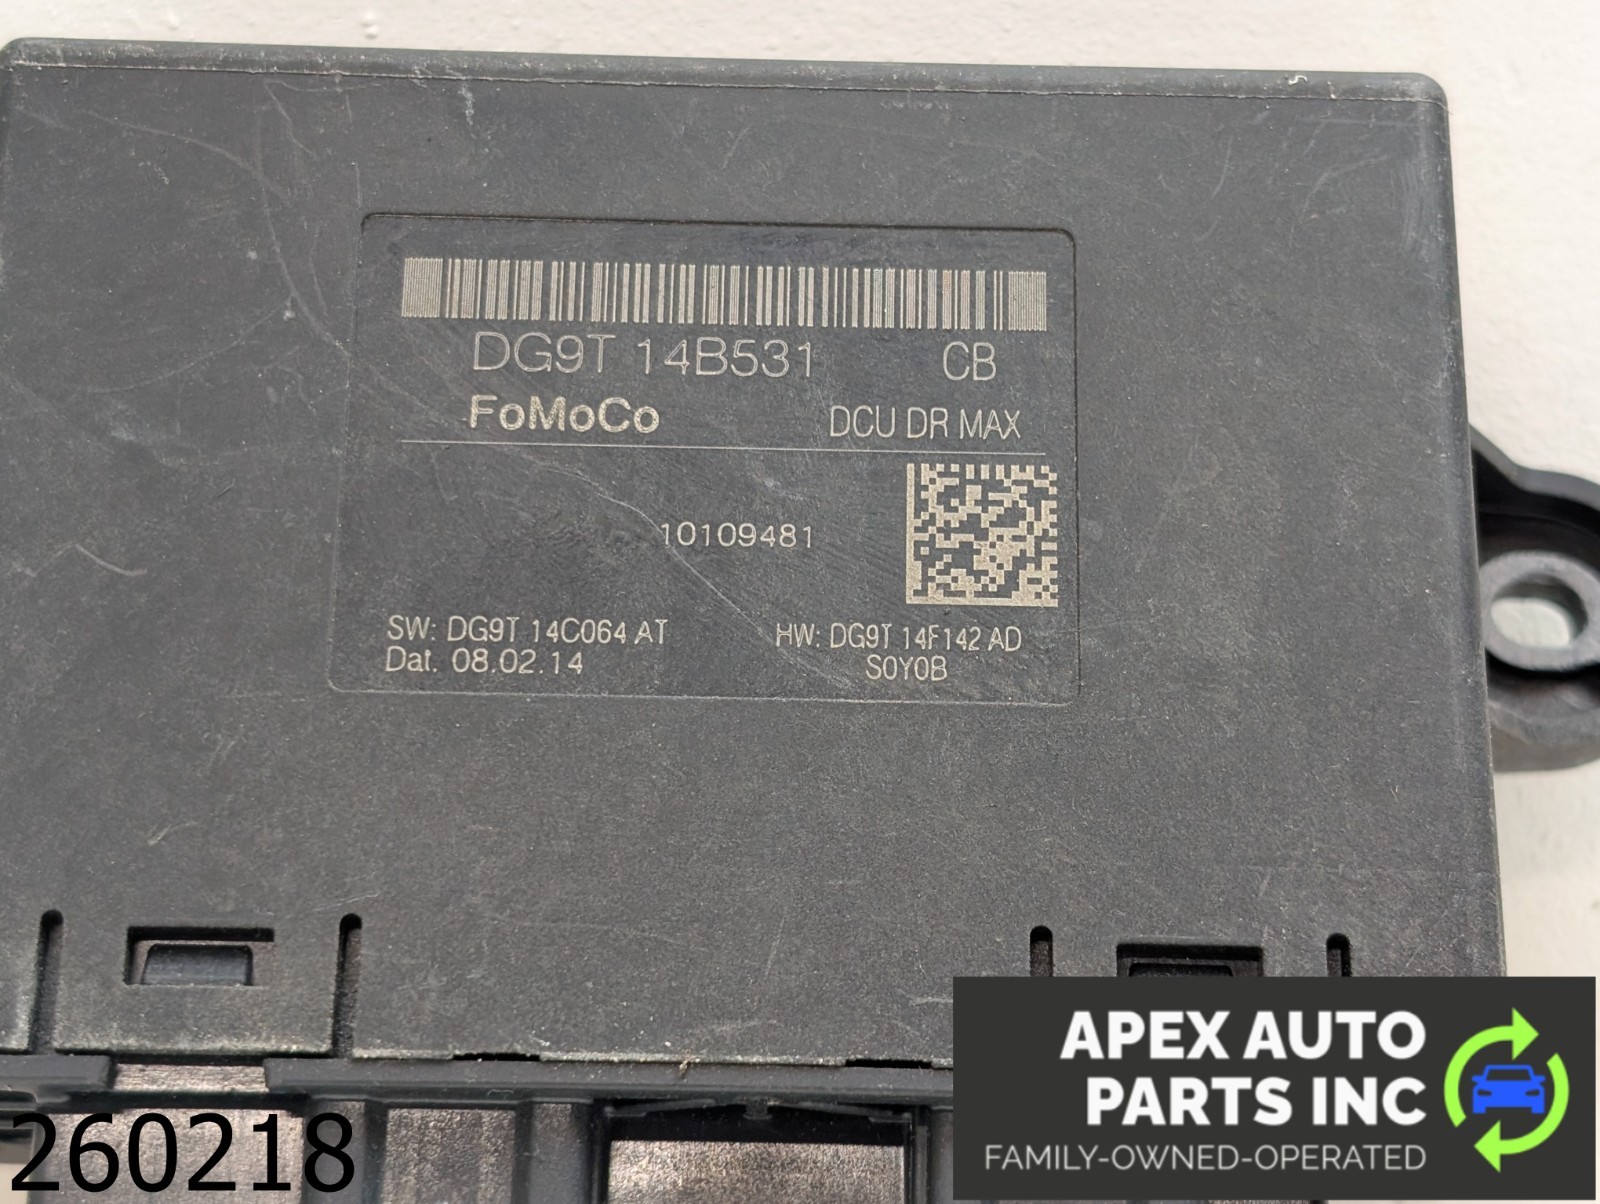 DG9T 14B531 CB
FoMoCo DCU DR MAX
10109481
SW: DG9T 14C064 AT HW: DG9T 14F142 AD
Dat. 08.02.14 S0Y0B
APEX AUTO
PARTS INC
FAMILY-OWNED-OPERATED
260218